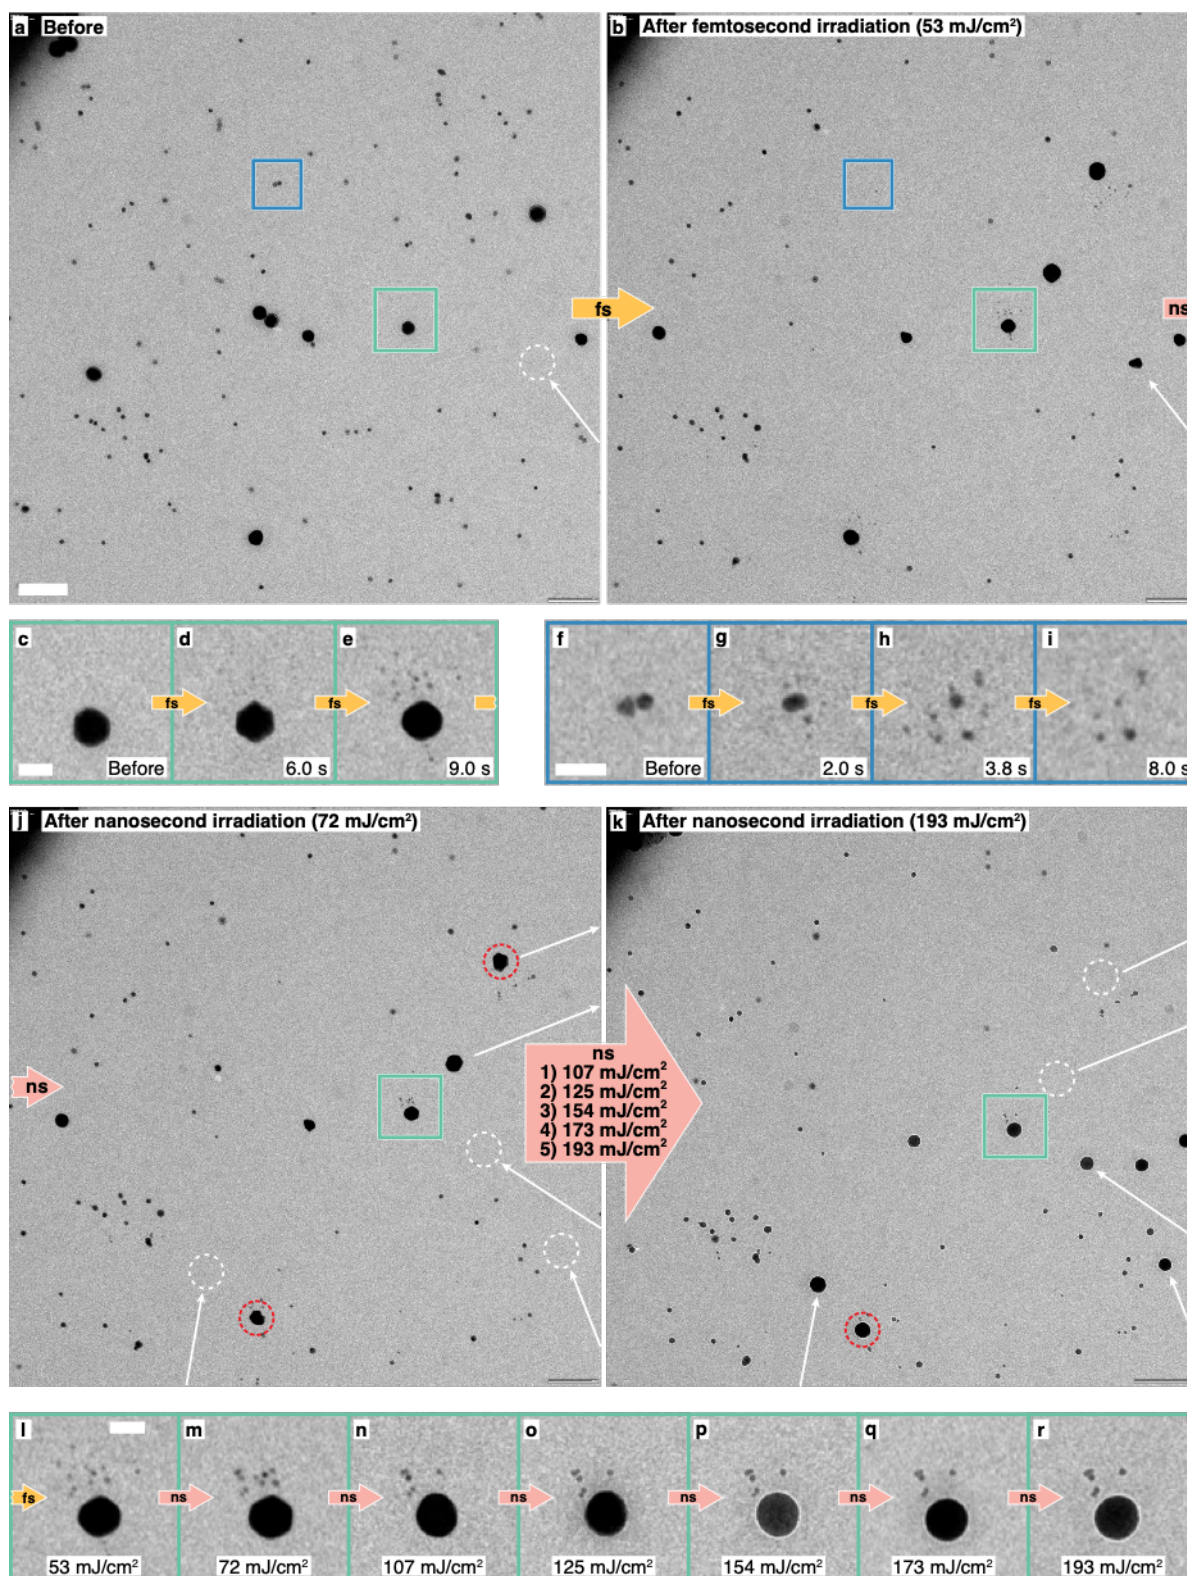 a Before
b After femtosecond irradiation (53 mJ/cm²)
fs
ns
c
Before
fs
d
6.0 s
fs
e
9.0 s
f
Before
fs
g
2.0 s
fs
h
3.8 s
fs
i
8.0 s
j After nanosecond irradiation (72 mJ/cm²)
k After nanosecond irradiation (193 mJ/cm²)
ns
ns
1) 107 mJ/cm²
2) 125 mJ/cm²
3) 154 mJ/cm²
4) 173 mJ/cm²
5) 193 mJ/cm²
l
fs
53 mJ/cm²
m
ns
72 mJ/cm²
n
ns
107 mJ/cm²
o
ns
125 mJ/cm²
p
ns
154 mJ/cm²
q
ns
173 mJ/cm²
r
ns
193 mJ/cm²